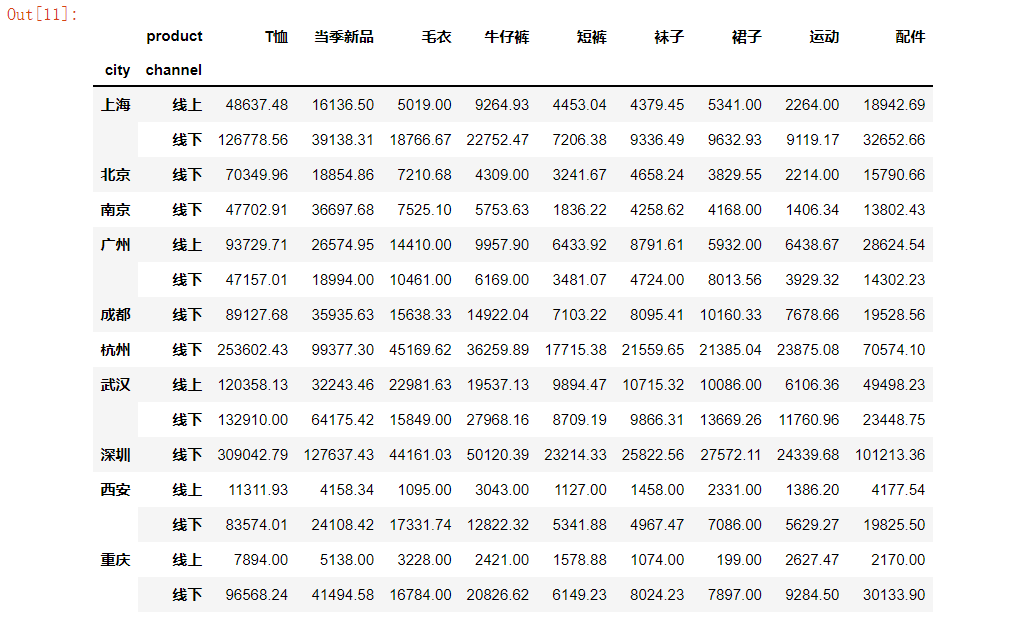 Out[11]:
product T恤 当季新品 毛衣 牛仔裤 短裤 袜子 裙子 运动 配件
city channel
上海 线上 48637.48 16136.50 5019.00 9264.93 4453.04 4379.45 5341.00 2264.00 18942.69
线下 126778.56 39138.31 18766.67 22752.47 7206.38 9336.49 9632.93 9119.17 32652.66
北京 线下 70349.96 18854.86 7210.68 4309.00 3241.67 4658.24 3829.55 2214.00 15790.66
南京 线下 47702.91 36697.68 7525.10 5753.63 1836.22 4258.62 4168.00 1406.34 13802.43
广州 线上 93729.71 26574.95 14410.00 9957.90 6433.92 8791.61 5932.00 6438.67 28624.54
线下 47157.01 18994.00 10461.00 6169.00 3481.07 4724.00 8013.56 3929.32 14302.23
成都 线下 89127.68 35935.63 15638.33 14922.04 7103.22 8095.41 10160.33 7678.66 19528.56
杭州 线下 253602.43 99377.30 45169.62 36259.89 17715.38 21559.65 21385.04 23875.08 70574.10
武汉 线上 120358.13 32243.46 22981.63 19537.13 9894.47 10715.32 10086.00 6106.36 49498.23
线下 132910.00 64175.42 15849.00 27968.16 8709.19 9866.31 13669.26 11760.96 23448.75
深圳 线下 309042.79 127637.43 44161.03 50120.39 23214.33 25822.56 27572.11 24339.68 101213.36
西安 线上 11311.93 4158.34 1095.00 3043.00 1127.00 1458.00 2331.00 1386.20 4177.54
线下 83574.01 24108.42 17331.74 12822.32 5341.88 4967.47 7086.00 5629.27 19825.50
重庆 线上 7894.00 5138.00 3228.00 2421.00 1578.88 1074.00 199.00 2627.47 2170.00
线下 96568.24 41494.58 16784.00 20826.62 6149.23 8024.23 7897.00 9284.50 30133.90